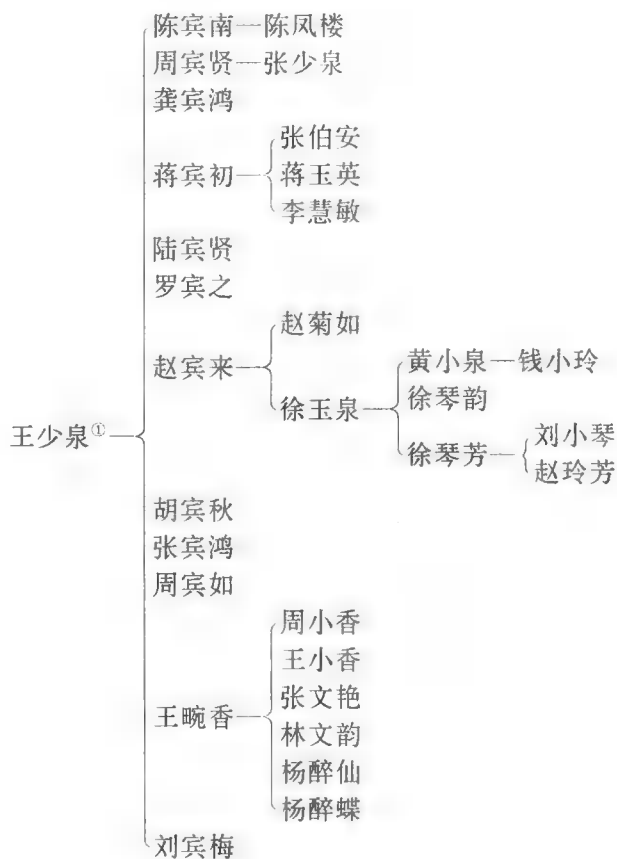 陈宾南—陈凤楼
周宾贤—张少泉
龚宾鸿
张伯安
蒋宾初—蒋玉英
李慧敏
陆宾贤
罗宾之
赵菊如
赵宾来—
黄小泉—钱小玲
徐玉泉—徐琴韵
王少泉①—
徐琴芳—刘小琴
赵玲芳
胡宾秋
张宾鸿
周宾如
周小香
王小香
张文艳
王畹香—林文韵
杨醉仙
杨醉蝶
刘宾梅